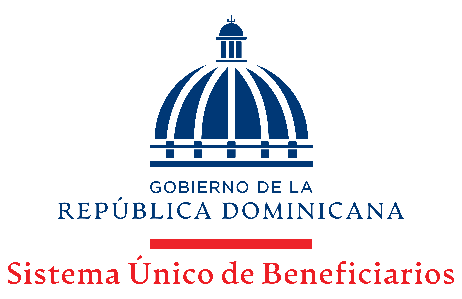 GOBIERNO DE LA
REPÚBLICA DOMINICANA
Sistema Único de Beneficiarios